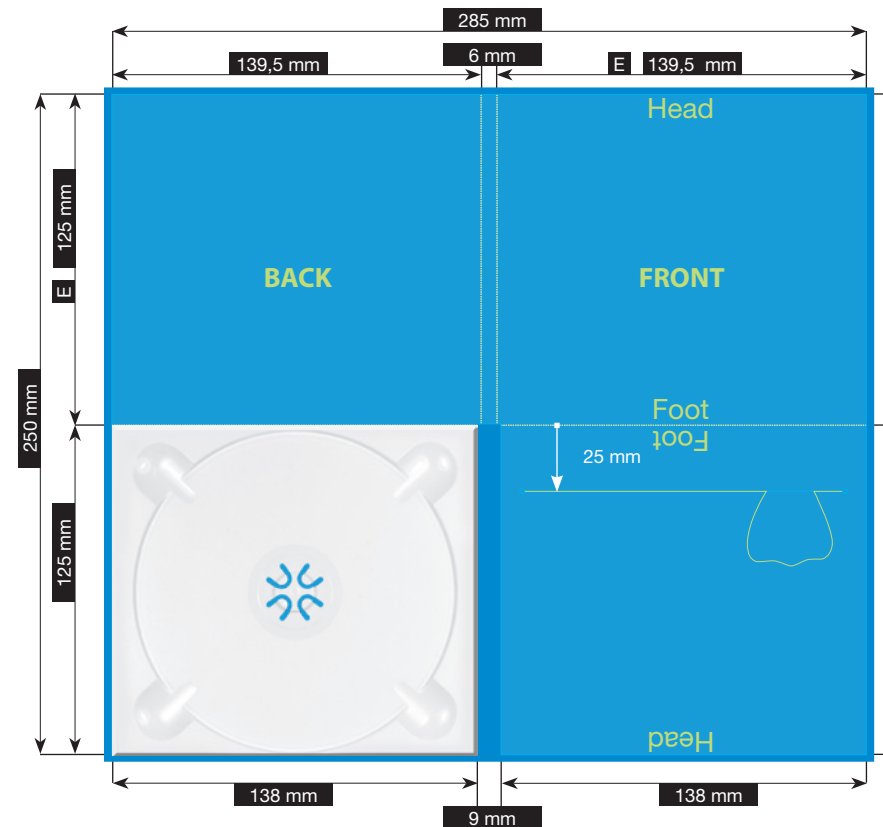 285 mm
6 mm
139,5 mm
E 139,5 mm
Head
125 mm
E
BACK
FRONT
250 mm
Foot
Foot
25 mm
125 mm
Head
138 mm
138 mm
9 mm